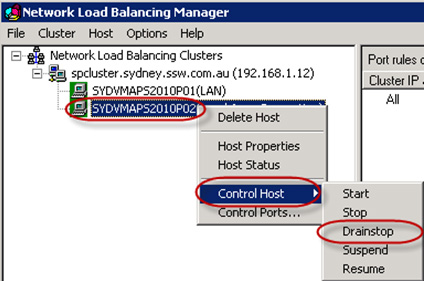 Network Load Balancing Manager
File Cluster Host Options Help
Network Load Balancing Clusters
spcluster.sydney.ssw.com.au (192.168.1.12)
SYDVMAPS2010P01(LAN)
SYDVMAPS2010P02
Port rules c
Cluster IP
All
Delete Host
Host Properties
Host Status
Control Host
Control Ports...
Start
Stop
Drainstop
Suspend
Resume